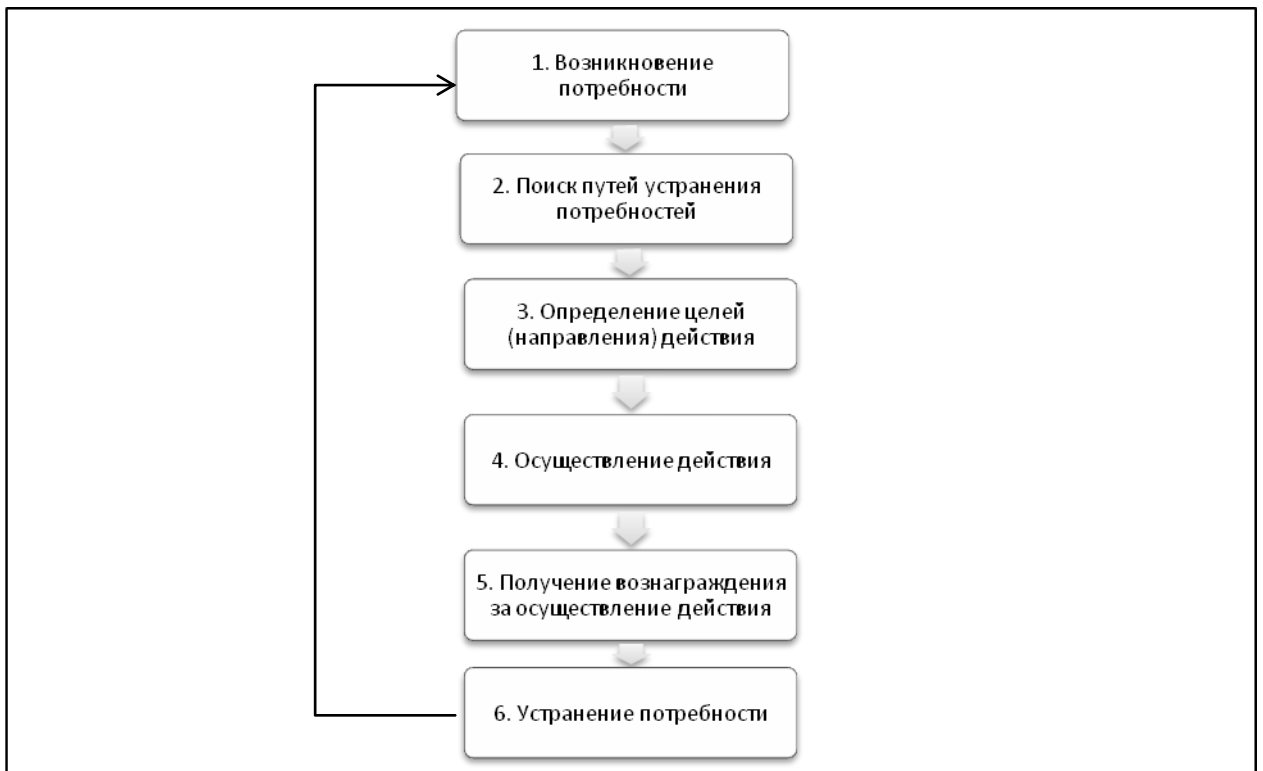 1. Возникновение
потребности
2. Поиск путей устранения
потребностей
3. Определение целей
(направления) действия
4. Осуществление действия
5. Получение вознаграждения
за осуществление действия
6. Устранение потребности